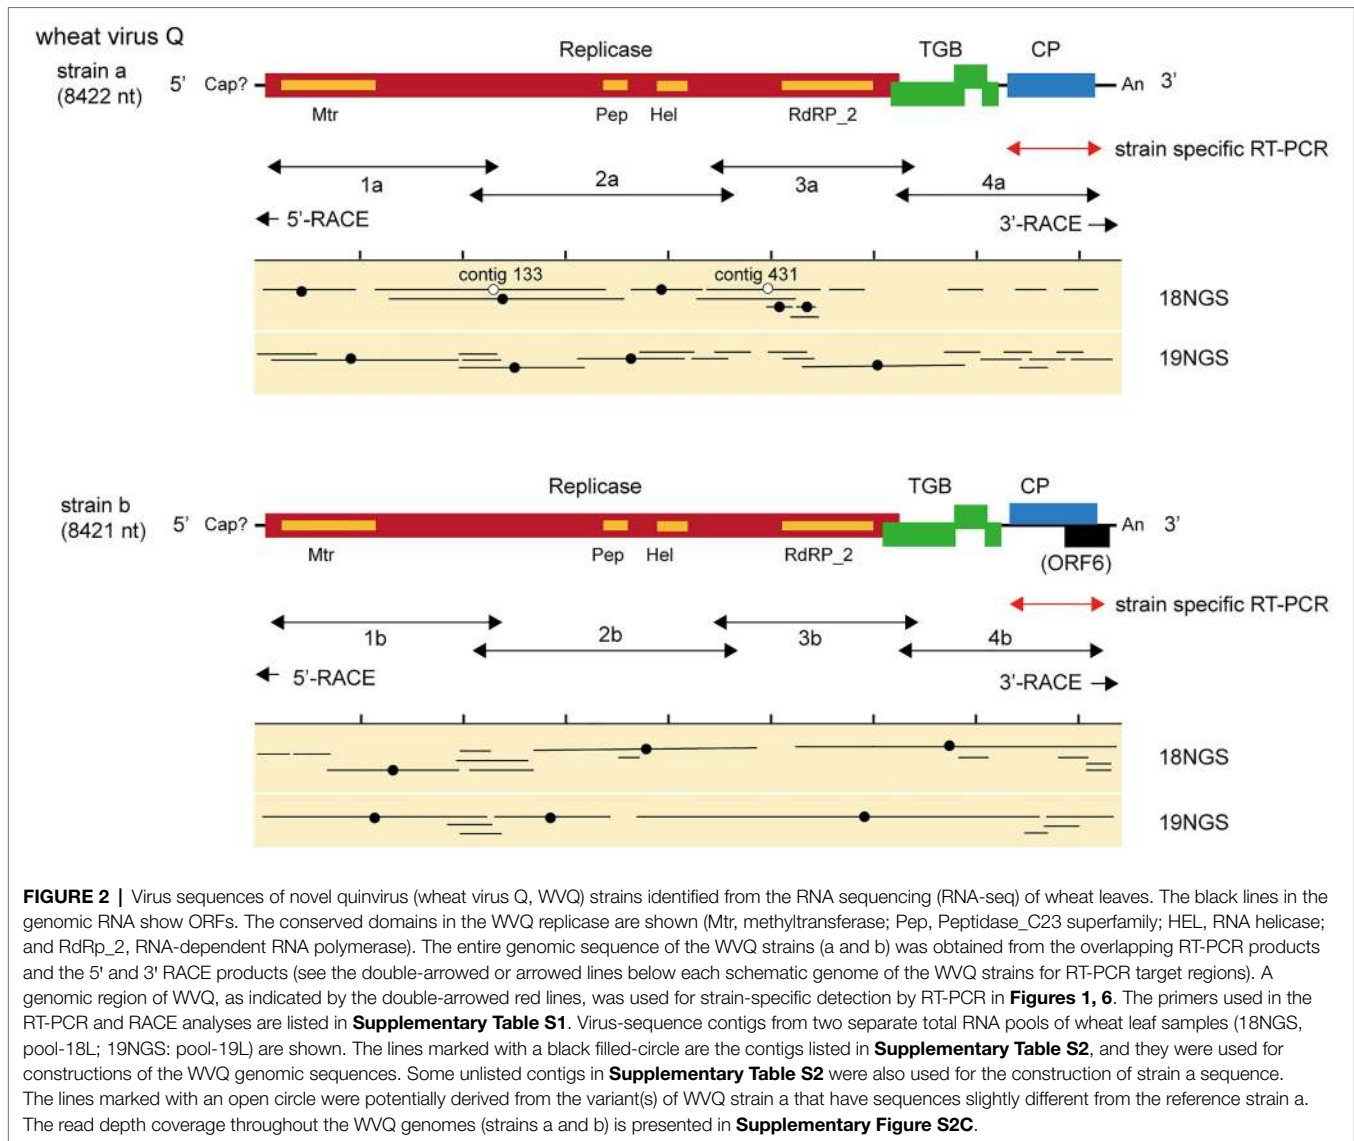 wheat virus Q
Replicase TGB CP
strain a
(8422 nt) 5' Cap? An 3'
Mtr Pep Hel RdRP_2
strain specific RT-PCR
1a 2a 3a 4a
5'-RACE 3'-RACE
contig 133 contig 431
18NGS
19NGS
Replicase TGB CP
strain b
(8421 nt) 5' Cap? An 3'
Mtr Pep Hel RdRP_2 (ORF6)
strain specific RT-PCR
1b 2b 3b 4b
5'-RACE 3'-RACE
18NGS
19NGS
FIGURE 2 | Virus sequences of novel quinvirus (wheat virus Q, WVQ) strains identified from the RNA sequencing (RNA-seq) of wheat leaves. The black lines in the
genomic RNA show ORFs. The conserved domains in the WVQ replicase are shown (Mtr, methyltransferase; Pep, Peptidase_C23 superfamily; HEL, RNA helicase;
and RdRp_2, RNA-dependent RNA polymerase). The entire genomic sequence of the WVQ strains (a and b) was obtained from the overlapping RT-PCR products
and the 5' and 3' RACE products (see the double-arrowed or arrowed lines below each schematic genome of the WVQ strains for RT-PCR target regions). A
genomic region of WVQ, as indicated by the double-arrowed red lines, was used for strain-specific detection by RT-PCR in Figures 1, 6. The primers used in the
RT-PCR and RACE analyses are listed in Supplementary Table S1. Virus-sequence contigs from two separate total RNA pools of wheat leaf samples (18NGS,
pool-18L; 19NGS: pool-19L) are shown. The lines marked with a black filled-circle are the contigs listed in Supplementary Table S2, and they were used for
constructions of the WVQ genomic sequences. Some unlisted contigs in Supplementary Table S2 were also used for the construction of strain a sequence.
The lines marked with an open circle were potentially derived from the variant(s) of WVQ strain a that have sequences slightly different from the reference strain a.
The read depth coverage throughout the WVQ genomes (strains a and b) is presented in Supplementary Figure S2C.